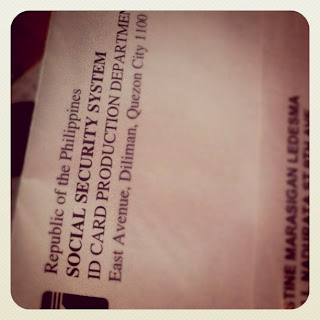 Republic of the Philippines
SOCIAL SECURITY SYSTEM
ID CARD PRODUCTION DEPARTMEN
East Avenue, Diliman, Quezon City 1100
STINE MARASIGAN LEDESMA